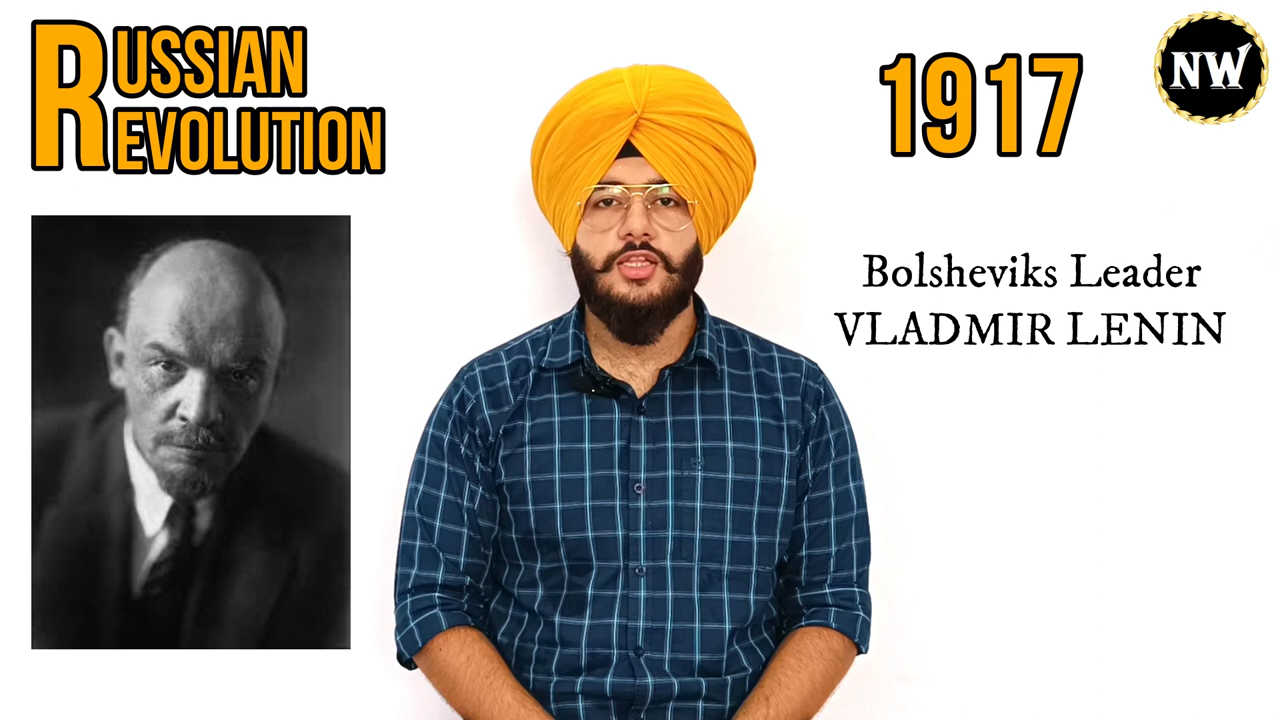 RUSSIAN
REVOLUTION
1917
NW
Bolsheviks Leader
VLADMIR LENIN